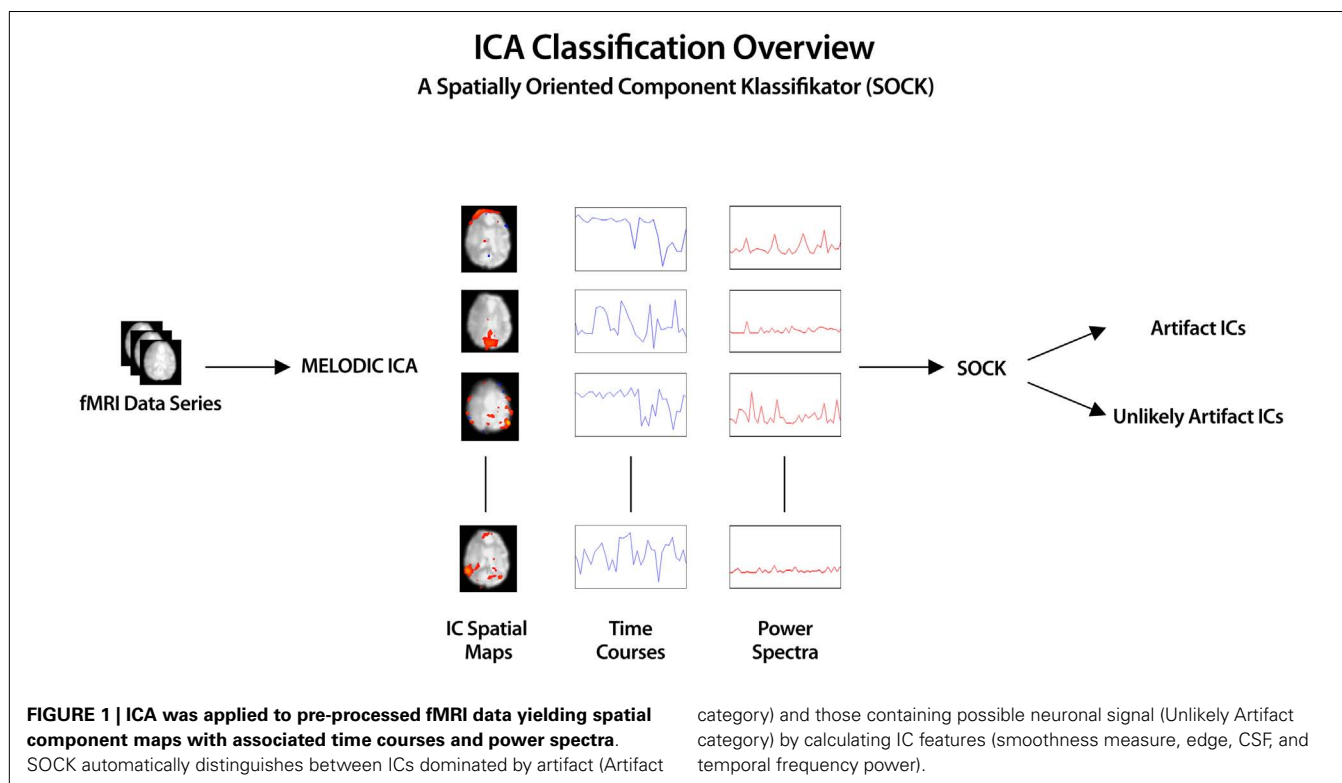 ICA Classification Overview
A Spatially Oriented Component Klassifikator (SOCK)
fMRI Data Series
MELODIC ICA
SOCK
Artifact ICs
Unlikely Artifact ICs
IC Spatial
Maps
Time
Courses
Power
Spectra
FIGURE 1 | ICA was applied to pre-processed fMRI data yielding spatial
component maps with associated time courses and power spectra.
SOCK automatically distinguishes between ICs dominated by artifact (Artifact
category) and those containing possible neuronal signal (Unlikely Artifact
category) by calculating IC features (smoothness measure, edge, CSF, and
temporal frequency power).